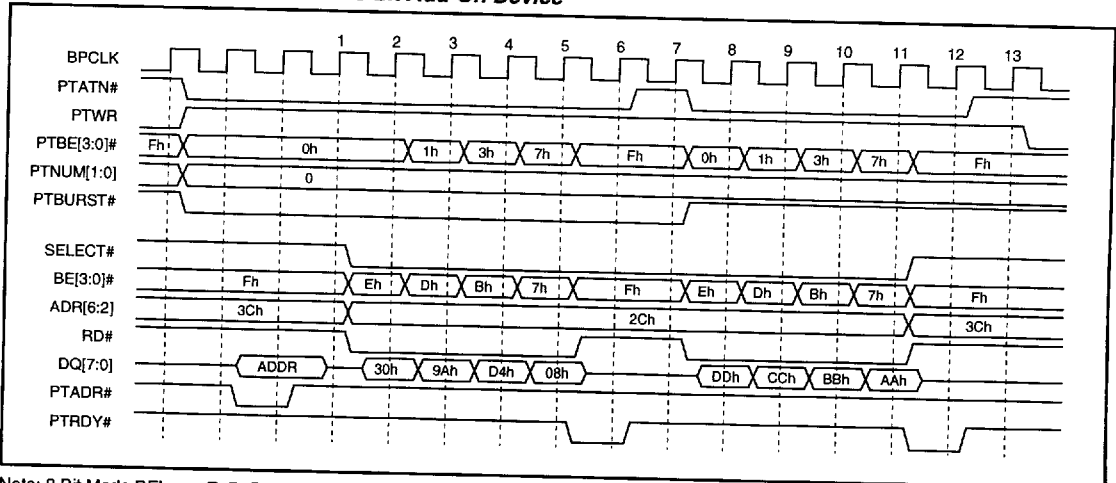 Add-On Device
1 2 3 4 5 6 7 8 9 10 11 12 13
BPCLK
PTATN#
PTWR
PTBE[3:0]# Fh 0h 1h 3h 7h Fh 0h 1h 3h 7h Fh
PTNUM[1:0] 0
PTBURST#
SELECT#
BE[3:0]# Fh Eh Dh Bh 7h Fh Eh Dh Bh 7h Fh
ADR[6:2] 3Ch 2Ch 3Ch
RD#
DQ[7:0] ADDR 30h 9Ah D4h 08h DDh CCh BBh AAh
PTADR#
PTRDY#
Note: 8 Bit Mode